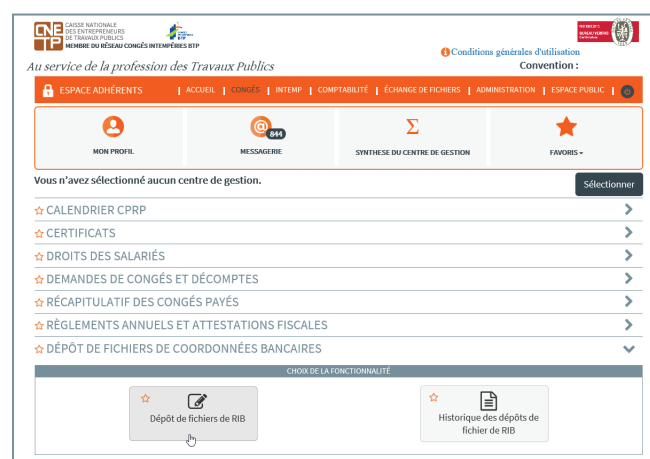 CNE
TP
CAISSE NATIONALE
DES ENTREPRENEURS
DE TRAVAUX PUBLICS
MEMBRE DU RÉSEAU CONGÉS INTEMPÉRIES BTP
BUREAU VERITAS
Certification
Conditions générales d'utilisation
Au service de la profession des Travaux Publics
Convention :
ESPACE ADHÉRENTS | ACCUEIL | CONGÉS | INTEMP | COMPTABILITÉ | ÉCHANGE DE FICHIERS | ADMINISTRATION | ESPACE PUBLIC |
844
MON PROFIL
MESSAGERIE
Σ
SYNTHESE DU CENTRE DE GESTION
FAVORIS
Vous n'avez sélectionné aucun centre de gestion.
Sélectionner
CALENDRIER CPRP
CERTIFICATS
DROITS DES SALARIÉS
DEMANDES DE CONGÉS ET DÉCOMPTES
RÉCAPITULATIF DES CONGÉS PAYÉS
RÈGLEMENTS ANNUELS ET ATTESTATIONS FISCALES
DÉPÔT DE FICHIERS DE COORDONNÉES BANCAIRES
CHOIX DE LA FONCTIONNALITÉ
Dépôt de fichiers de RIB
Historique des dépôts de
fichier de RIB